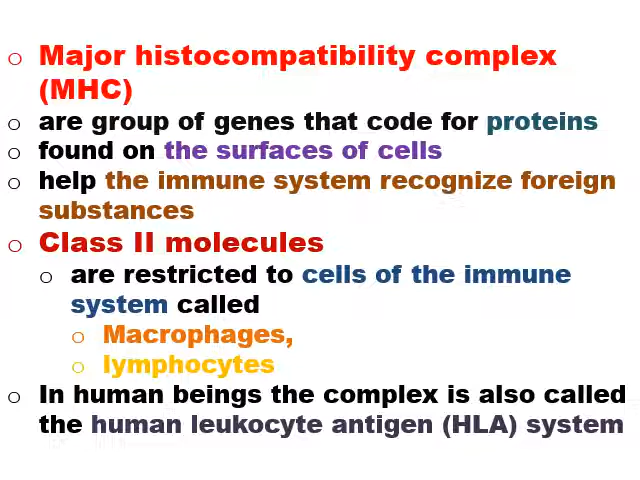 Major histocompatibility complex
(MHC)
are group of genes that code for proteins
found on the surfaces of cells
help the immune system recognize foreign
substances
Class II molecules
are restricted to cells of the immune
system called
Macrophages,
lymphocytes
In human beings the complex is also called
the human leukocyte antigen (HLA) system